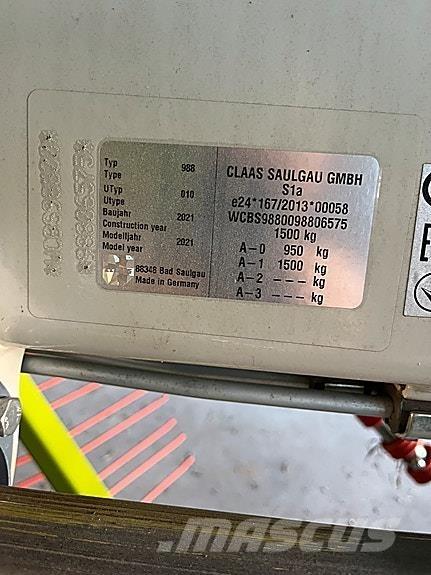 Typ 988
Type
UTyp 010
Utype
Baujahr 2021
Construction year
Modelljahr 2021
Model year
88348 Bad Saulgau
Made in Germany
CLAAS SAULGAU GMBH
S1a
e24*167/2013*00058
WCBS9880098806575
1500 kg
A-0 950 kg
A-1 1500 kg
A-2 --- kg
A-3 --- kg
MASCUS